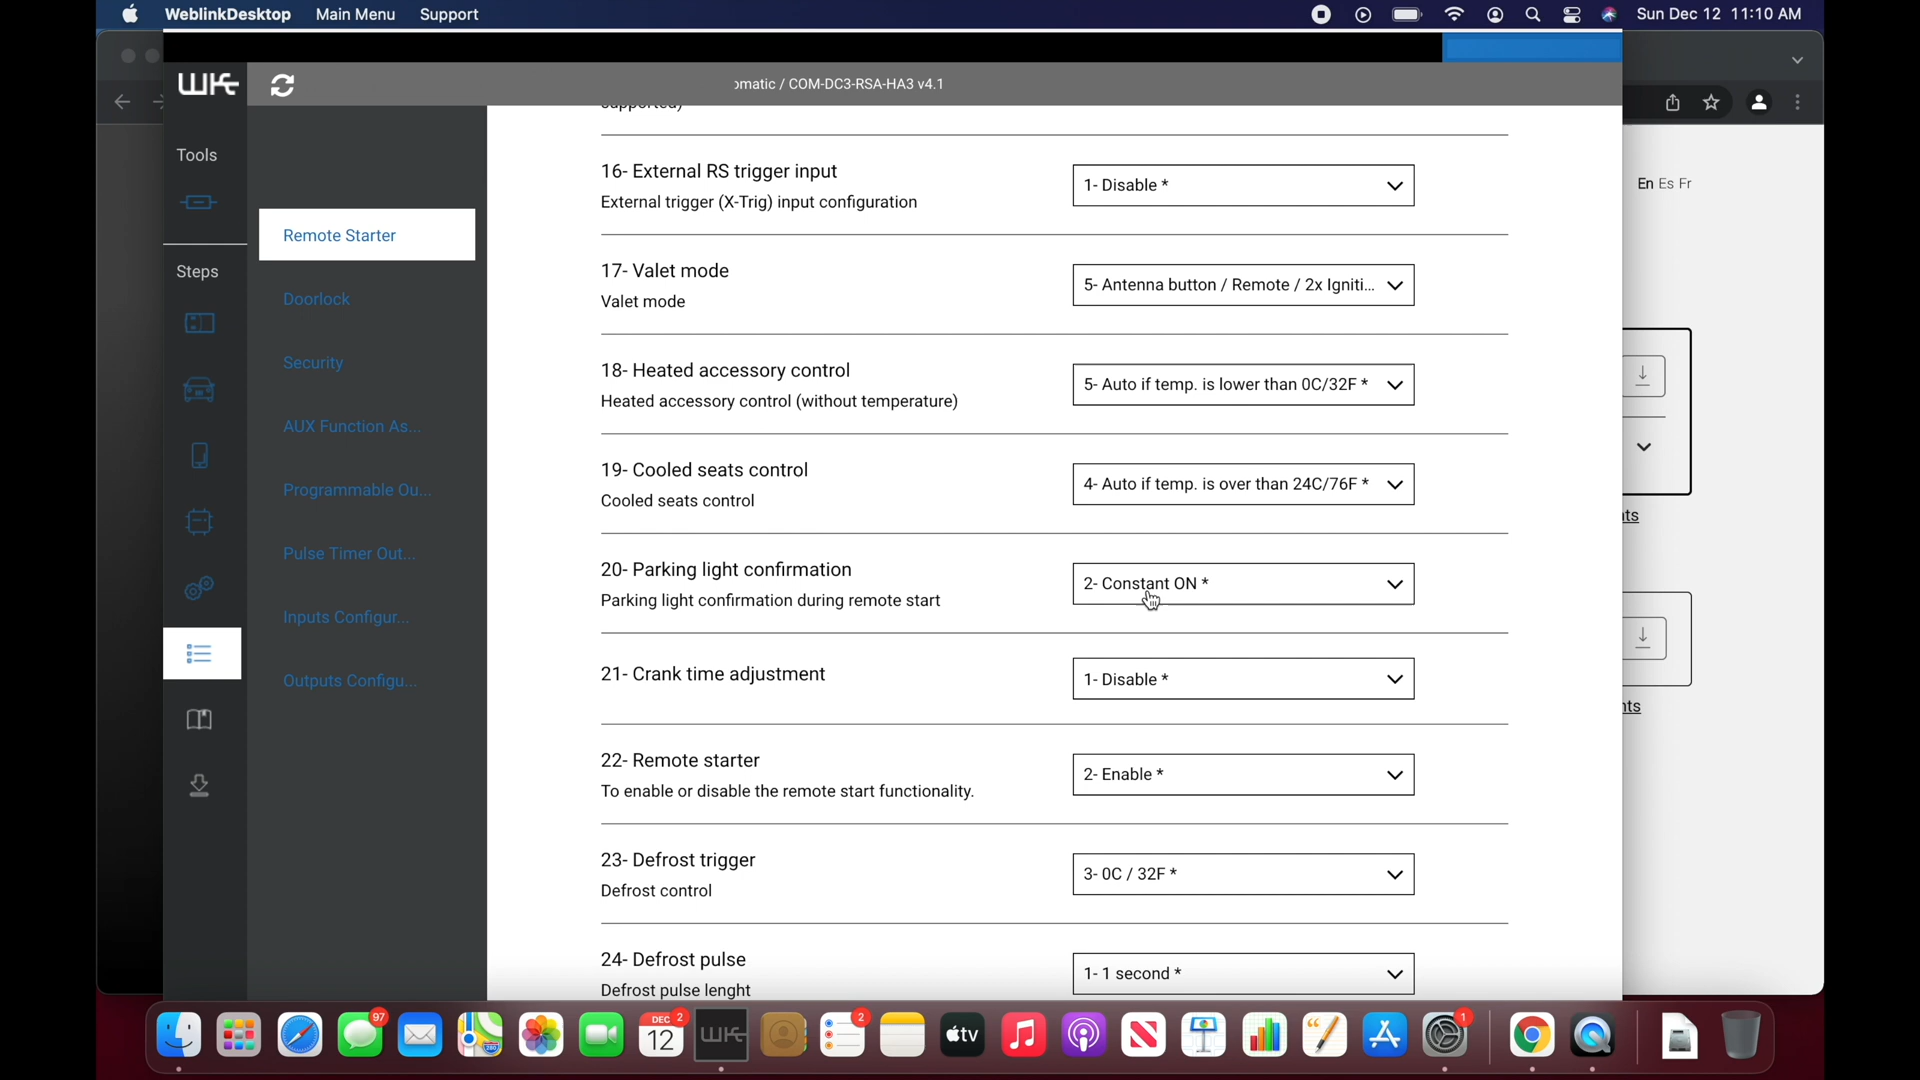 WeblinkDesktop Main Menu Support Sun Dec 12 11:10 AM
omatic / COM-DC3-RSA-HA3 v4.1
supported)
Tools
16- External RS trigger input
External trigger (X-Trig) input configuration
1- Disable *
En Es Fr
Remote Starter
Steps
17- Valet mode
Valet mode
5- Antenna button / Remote / 2x Igniti...
Doorlock
Security
18- Heated accessory control
Heated accessory control (without temperature)
5- Auto if temp. is lower than 0C/32F *
AUX Function As...
19- Cooled seats control
Cooled seats control
4- Auto if temp. is over than 24C/76F *
Programmable Ou...
nts
Pulse Timer Out...
20- Parking light confirmation
Parking light confirmation during remote start
2- Constant ON *
Inputs Configur...
21- Crank time adjustment
1- Disable *
Outputs Configu...
nts
22- Remote starter
To enable or disable the remote start functionality.
2- Enable *
23- Defrost trigger
Defrost control
3- 0C / 32F *
24- Defrost pulse
Defrost pulse lenght
1- 1 second *
97
DEC 2
12
2
tv
1